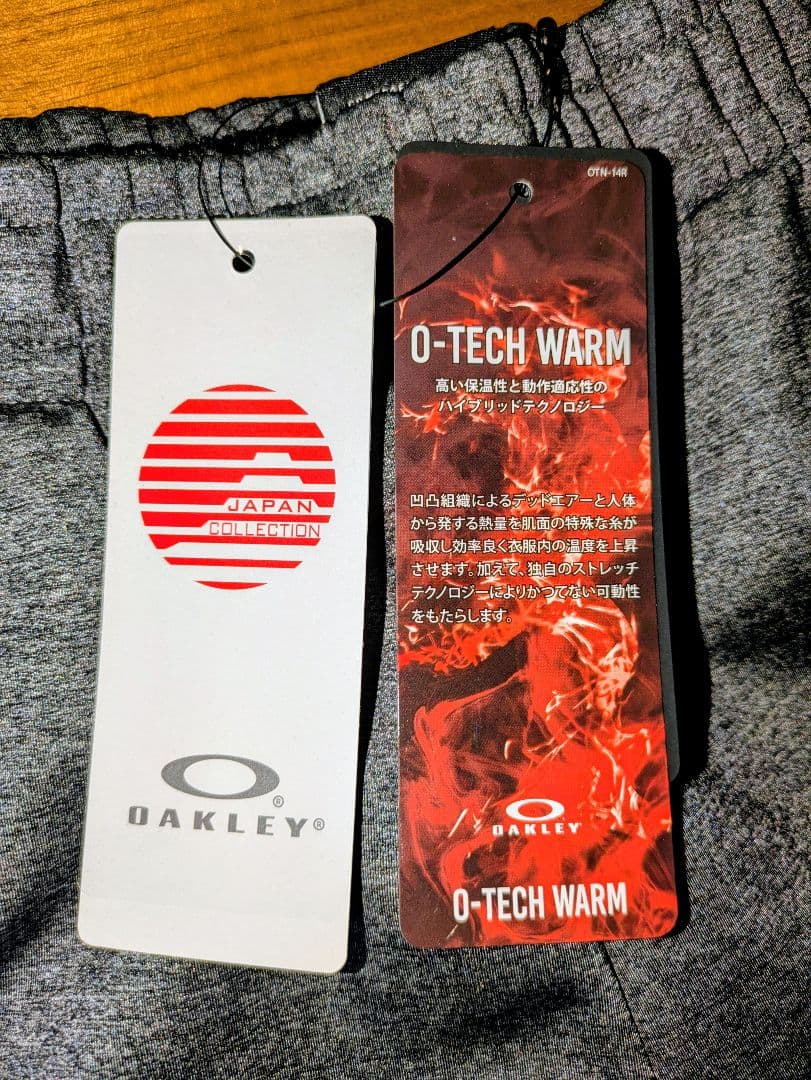 JAPAN
COLLECTION
OAKLEY®
OTN-14R
O-TECH WARM
高い保温性と動作適応性の
ハイブリッドテクノロジー
凹凸組織によるデッドエアーと人体
から発する熱量を肌面の特殊な糸が
吸収し効率良く衣服内の温度を上昇
させます。加えて、独自のストレッチ
テクノロジーによりかつてない可動性
をもたらします。
OAKLEY
O-TECH WARM